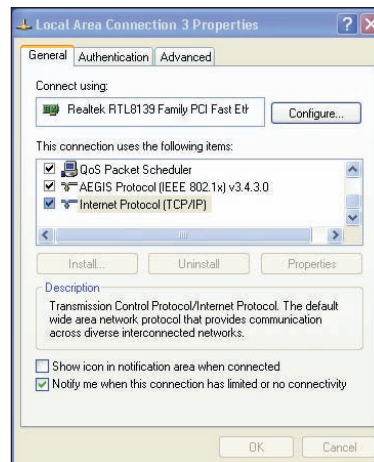 Local Area Connection 3 Properties
General Authentication Advanced
Connect using:
Realtek RTL8139 Family PCI Fast Eth Configure...
This connection uses the following items:
QoS Packet Scheduler
AEGIS Protocol (IEEE 802.1x) v3.4.3.0
Internet Protocol (TCP/IP)
Install... Uninstall Properties
Description
Transmission Control Protocol/Internet Protocol. The default
wide area network protocol that provides communication
across diverse interconnected networks.
Show icon in notification area when connected
Notify me when this connection has limited or no connectivity
OK Cancel